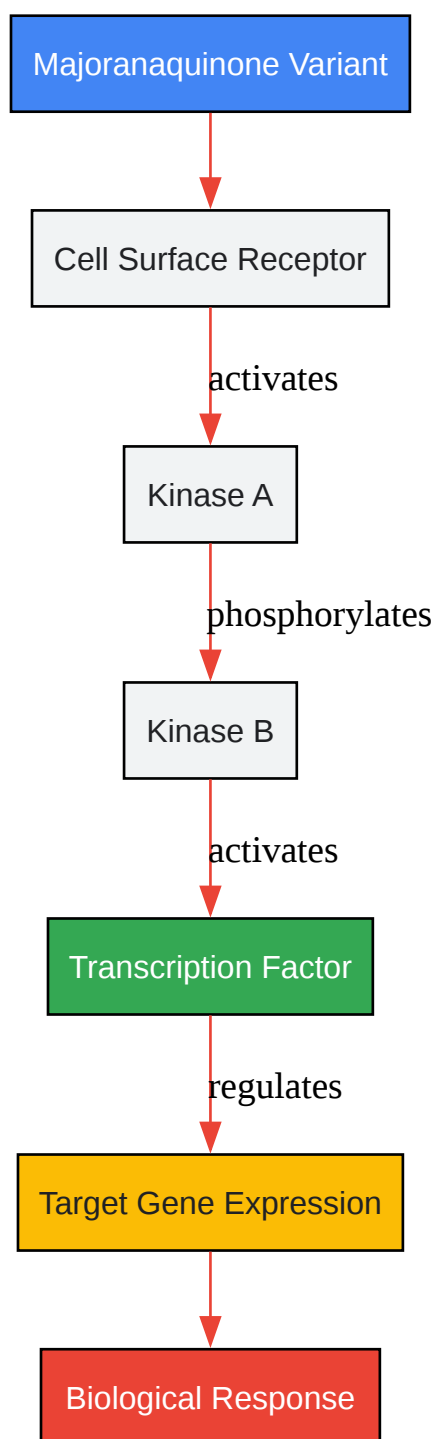 Majoranaquinone Variant
Cell Surface Receptor
activates
Kinase A
phosphorylates
Kinase B
activates
Transcription Factor
regulates
Target Gene Expression
Biological Response